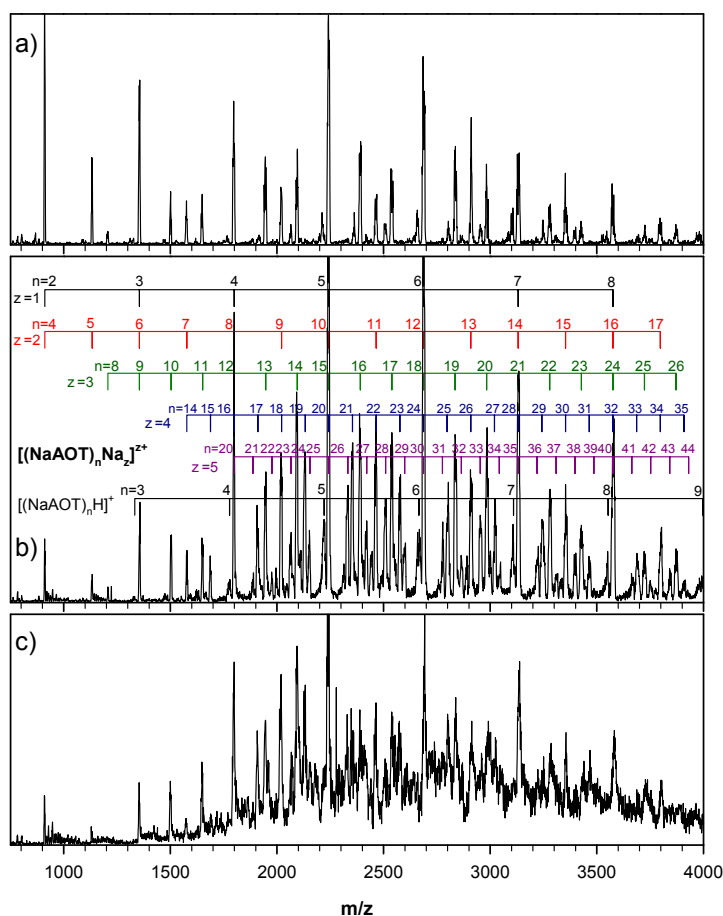 a)
n=2 3 4 5 6 7 8
z=1
n=4 5 6 7 8 9 10 11 12 13 14 15 16 17
z=2
n=8 9 10 11 12 13 14 15 16 17 18 19 20 21 22 23 24 25 26
z=3
n=14 15 16 17 18 19 20 21 22 23 24 25 26 27 28 29 30 31 32 33 34 35
z=4
n=20 21 22 23 24 25 26 27 28 29 30 31 32 33 34 35 36 37 38 39 40 41 42 43 44
[(NaAOT)nNaz]z+ z=5
[(NaAOT)nH]+ n=3 4 5 6 7 8 9
b)
c)
1000 1500 2000 2500 3000 3500 4000
m/z